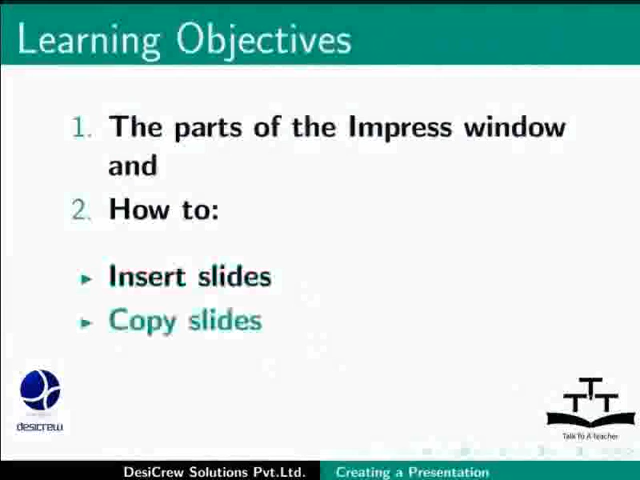 Learning Objectives
1. The parts of the Impress window
and
2. How to:
Insert slides
Copy slides
desicrew
TTT
Talk To A Teacher
DesiCrew Solutions Pvt.Ltd. Creating a Presentation